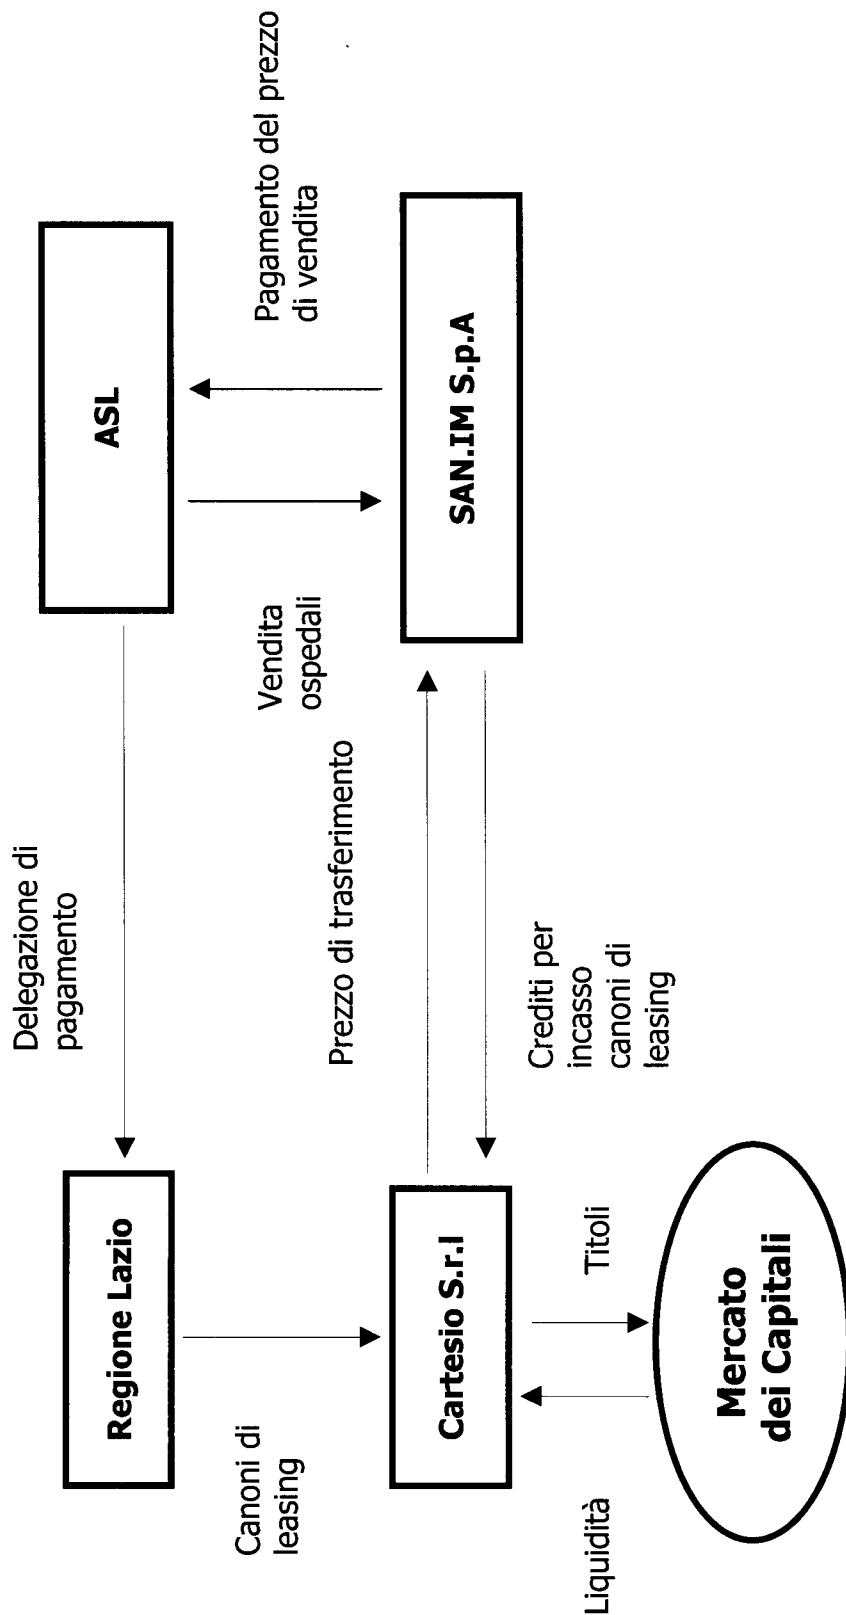 Delegazione di
pagamento
Regione Lazio
ASL
Canoni di
leasing
Vendita
ospedali
Pagamento del prezzo
di vendita
Prezzo di trasferimento
Cartesio S.r.l
SAN.IM S.p.A
Crediti per
incasso
canoni di
leasing
Liquidità
Titoli
Mercato
dei Capitali